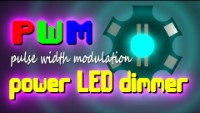 PWM
pulse width modulation
power LED dimmer